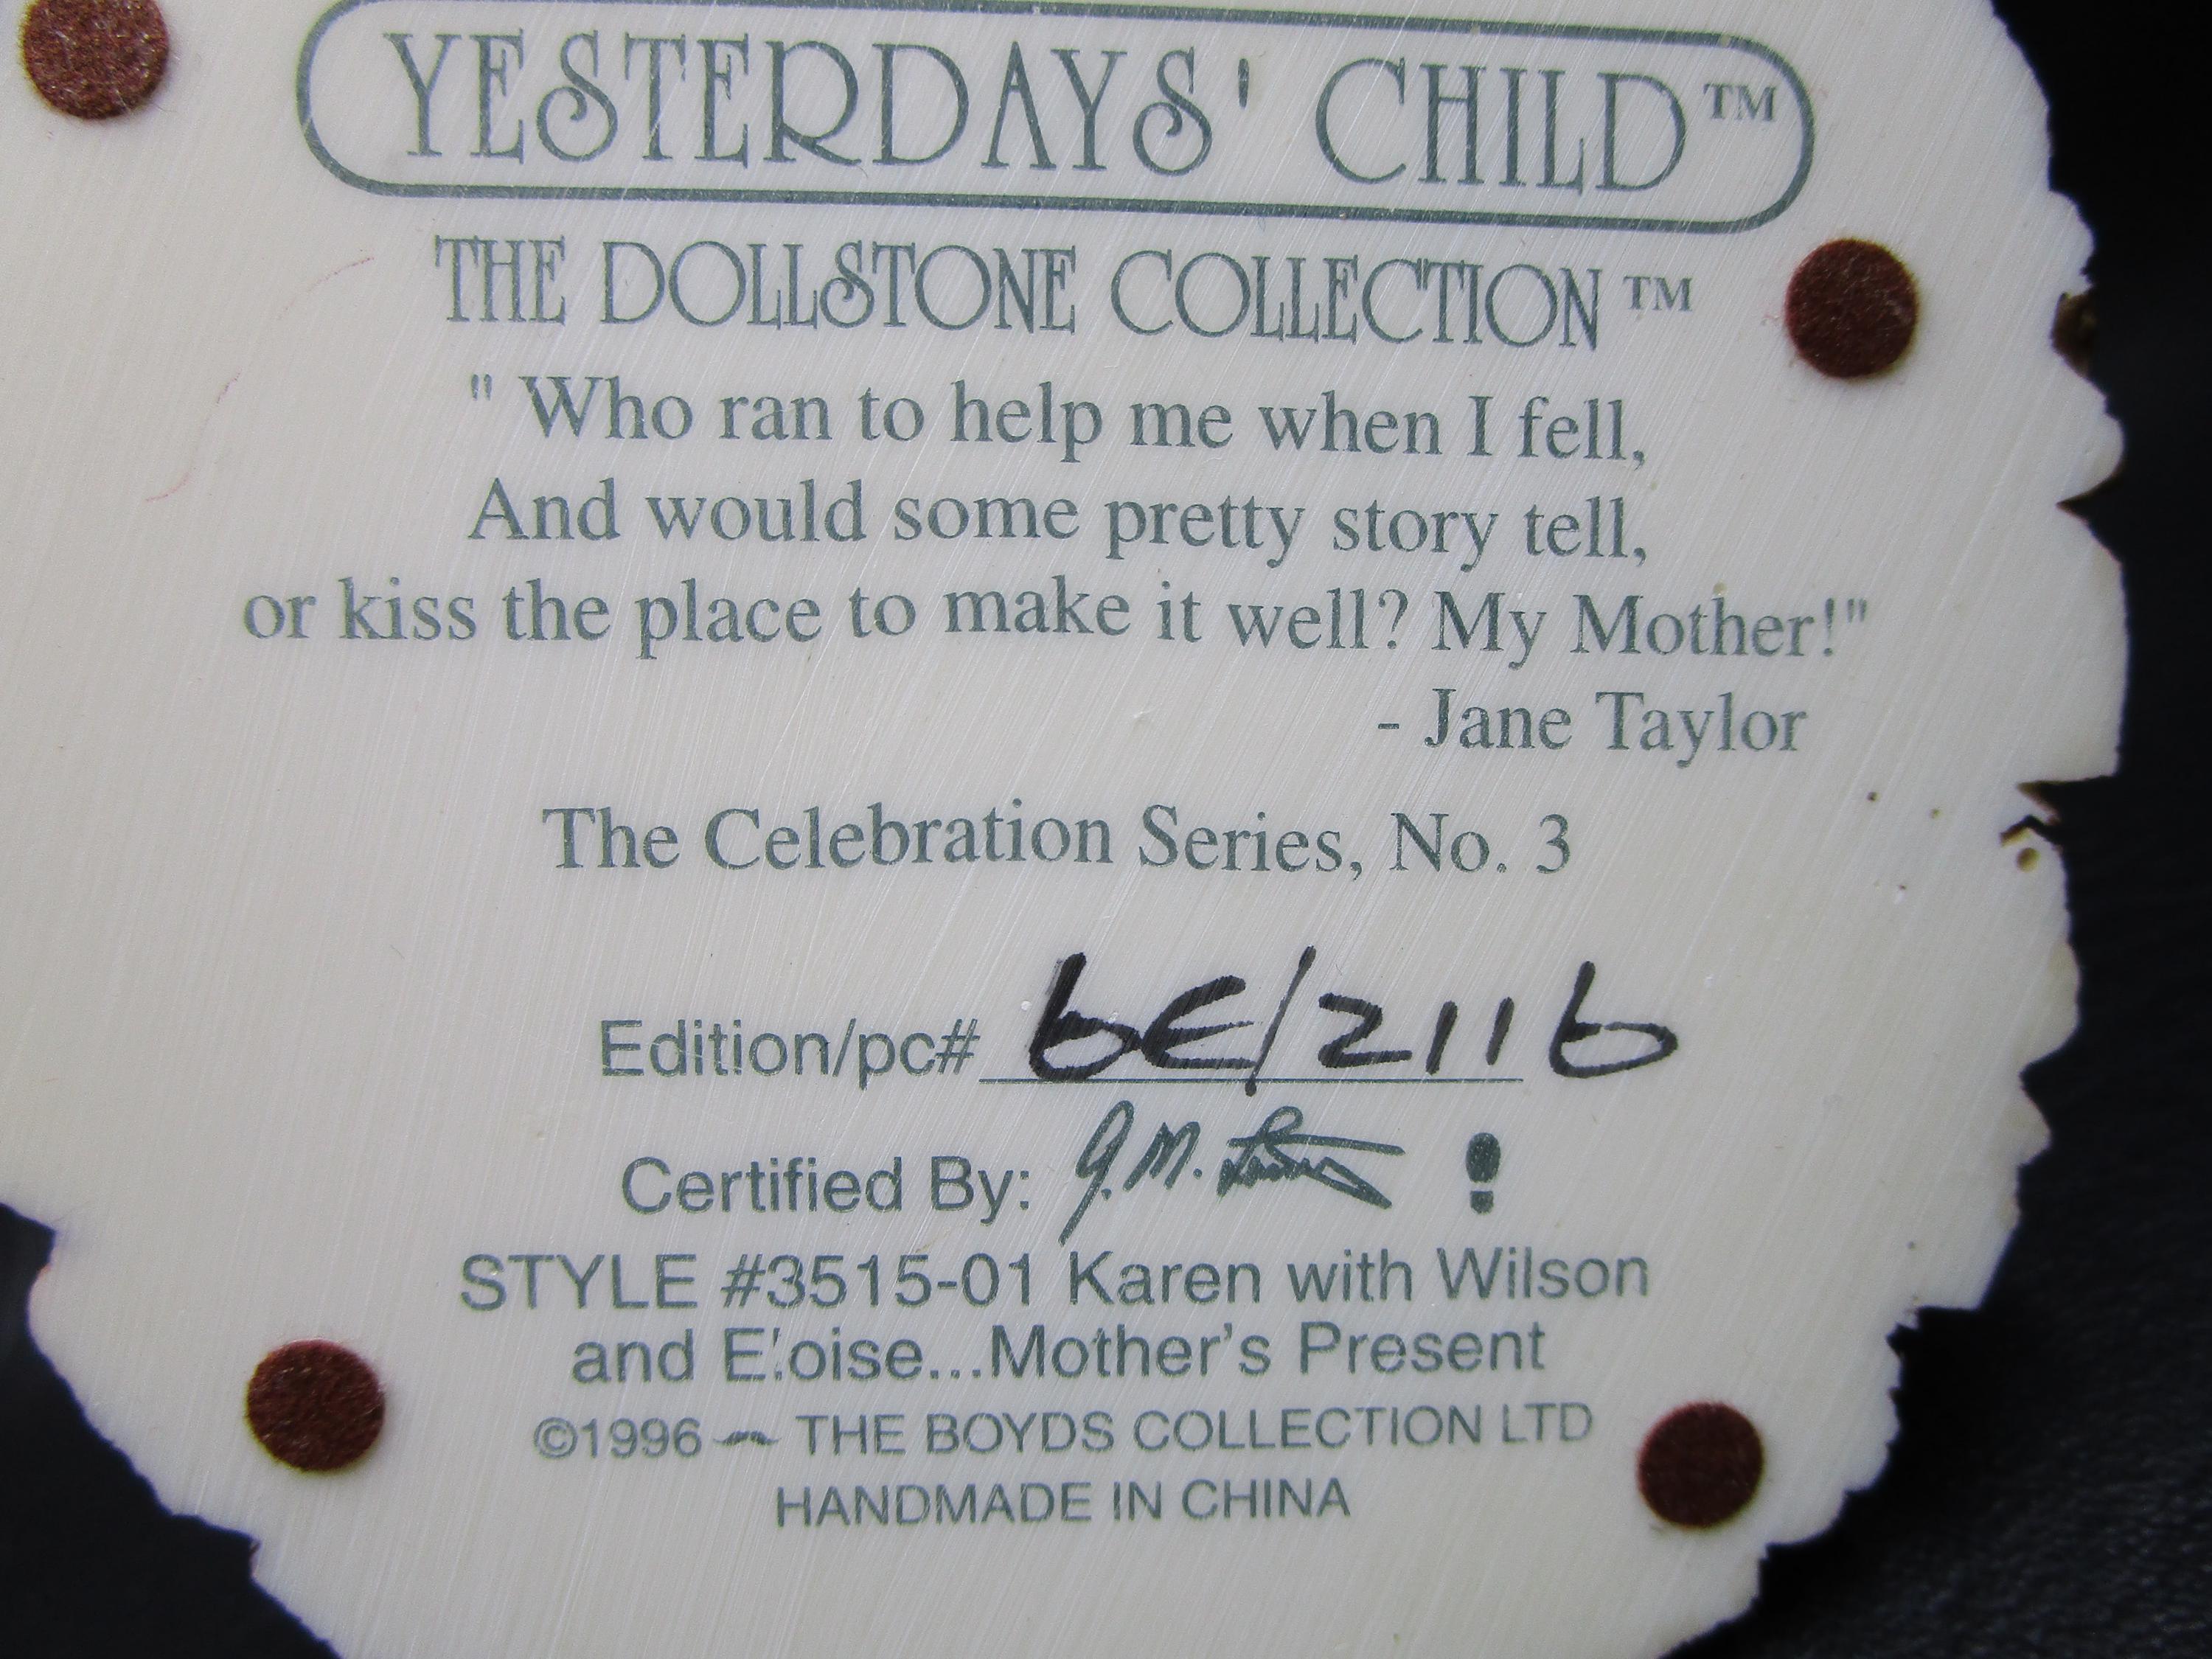 YESTERDAYS' CHILD™
THE DOLLSTONE COLLECTION™
" Who ran to help me when I fell,
And would some pretty story tell,
or kiss the place to make it well? My Mother!"
- Jane Taylor
The Celebration Series, No. 3
Edition/pc# 6E/2116
Certified By: G.M. !
STYLE #3515-01 Karen with Wilson
and Eloise...Mother's Present
©1996 THE BOYDS COLLECTION LTD
HANDMADE IN CHINA